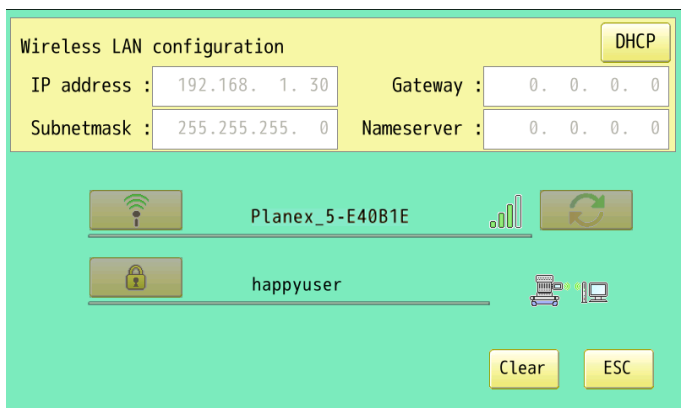 Wireless LAN configuration DHCP
IP address : 192.168. 1. 30 Gateway : 0. 0. 0. 0
Subnetmask : 255.255.255. 0 Nameserver : 0. 0. 0. 0
Planex_5-E40B1E
happyuser
Clear ESC